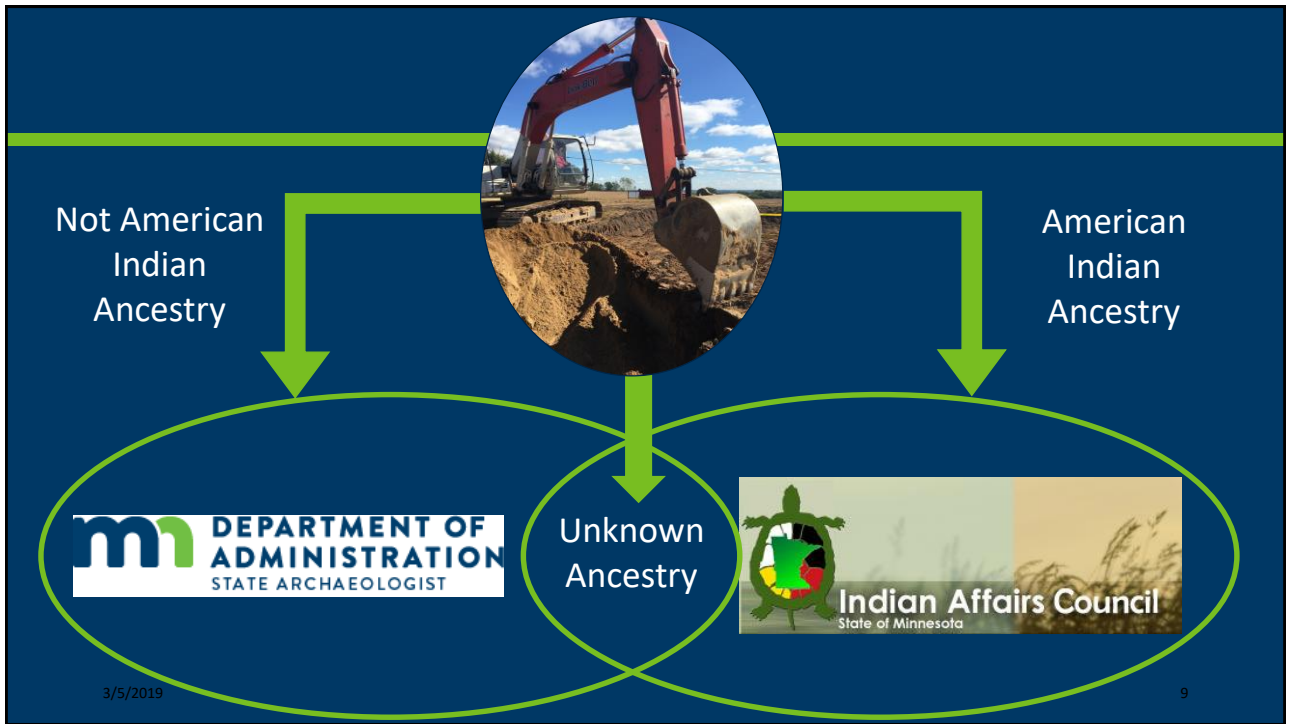 Not American
Indian
Ancestry
American
Indian
Ancestry
mn
DEPARTMENT OF
ADMINISTRATION
STATE ARCHAEOLOGIST
Unknown
Ancestry
Indian Affairs Council
State of Minnesota
3/5/2019
9